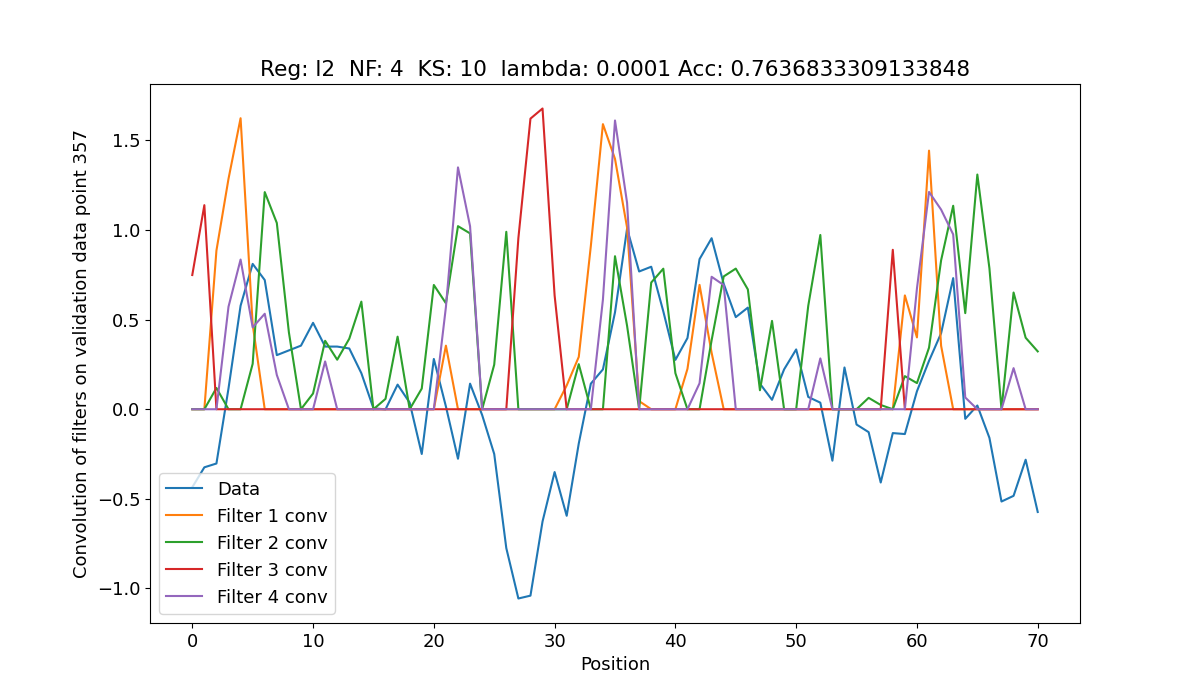 Reg: l2  NF: 4  KS: 10  lambda: 0.0001 Acc: 0.7636833309133848
Convolution of filters on validation data point 357
1.5
1.0
0.5
0.0
−0.5
−1.0
Data
Filter 1 conv
Filter 2 conv
Filter 3 conv
Filter 4 conv
0 10 20 30 40 50 60 70
Position